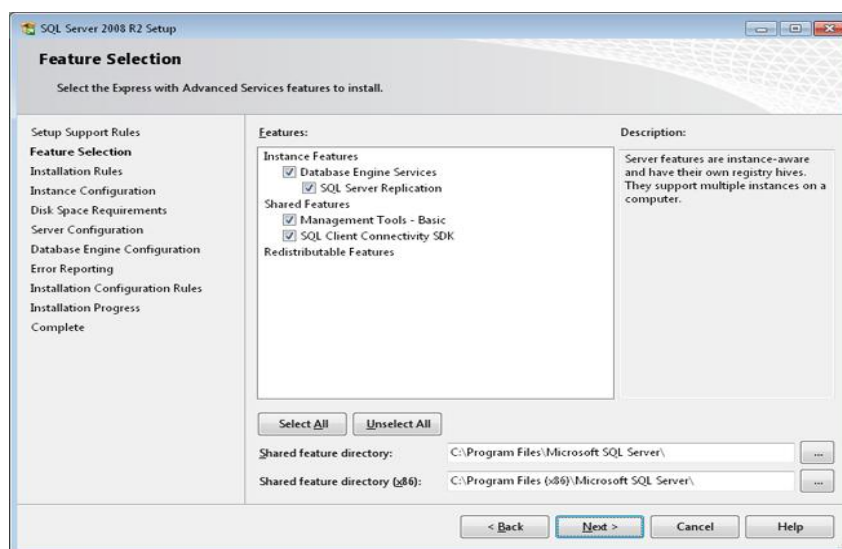 SQL Server 2008 R2 Setup
Feature Selection
Select the Express with Advanced Services features to install.
Setup Support Rules
Feature Selection
Installation Rules
Instance Configuration
Disk Space Requirements
Server Configuration
Database Engine Configuration
Error Reporting
Installation Configuration Rules
Installation Progress
Complete
Features:
Instance Features
Database Engine Services
SQL Server Replication
Shared Features
Management Tools - Basic
SQL Client Connectivity SDK
Redistributable Features
Description:
Server features are instance-aware
and have their own registry hives.
They support multiple instances on a
computer.
Select All
Unselect All
Shared feature directory:
C:\Program Files\Microsoft SQL Server\
...
Shared feature directory (x86):
C:\Program Files (x86)\Microsoft SQL Server\
...
< Back
Next >
Cancel
Help